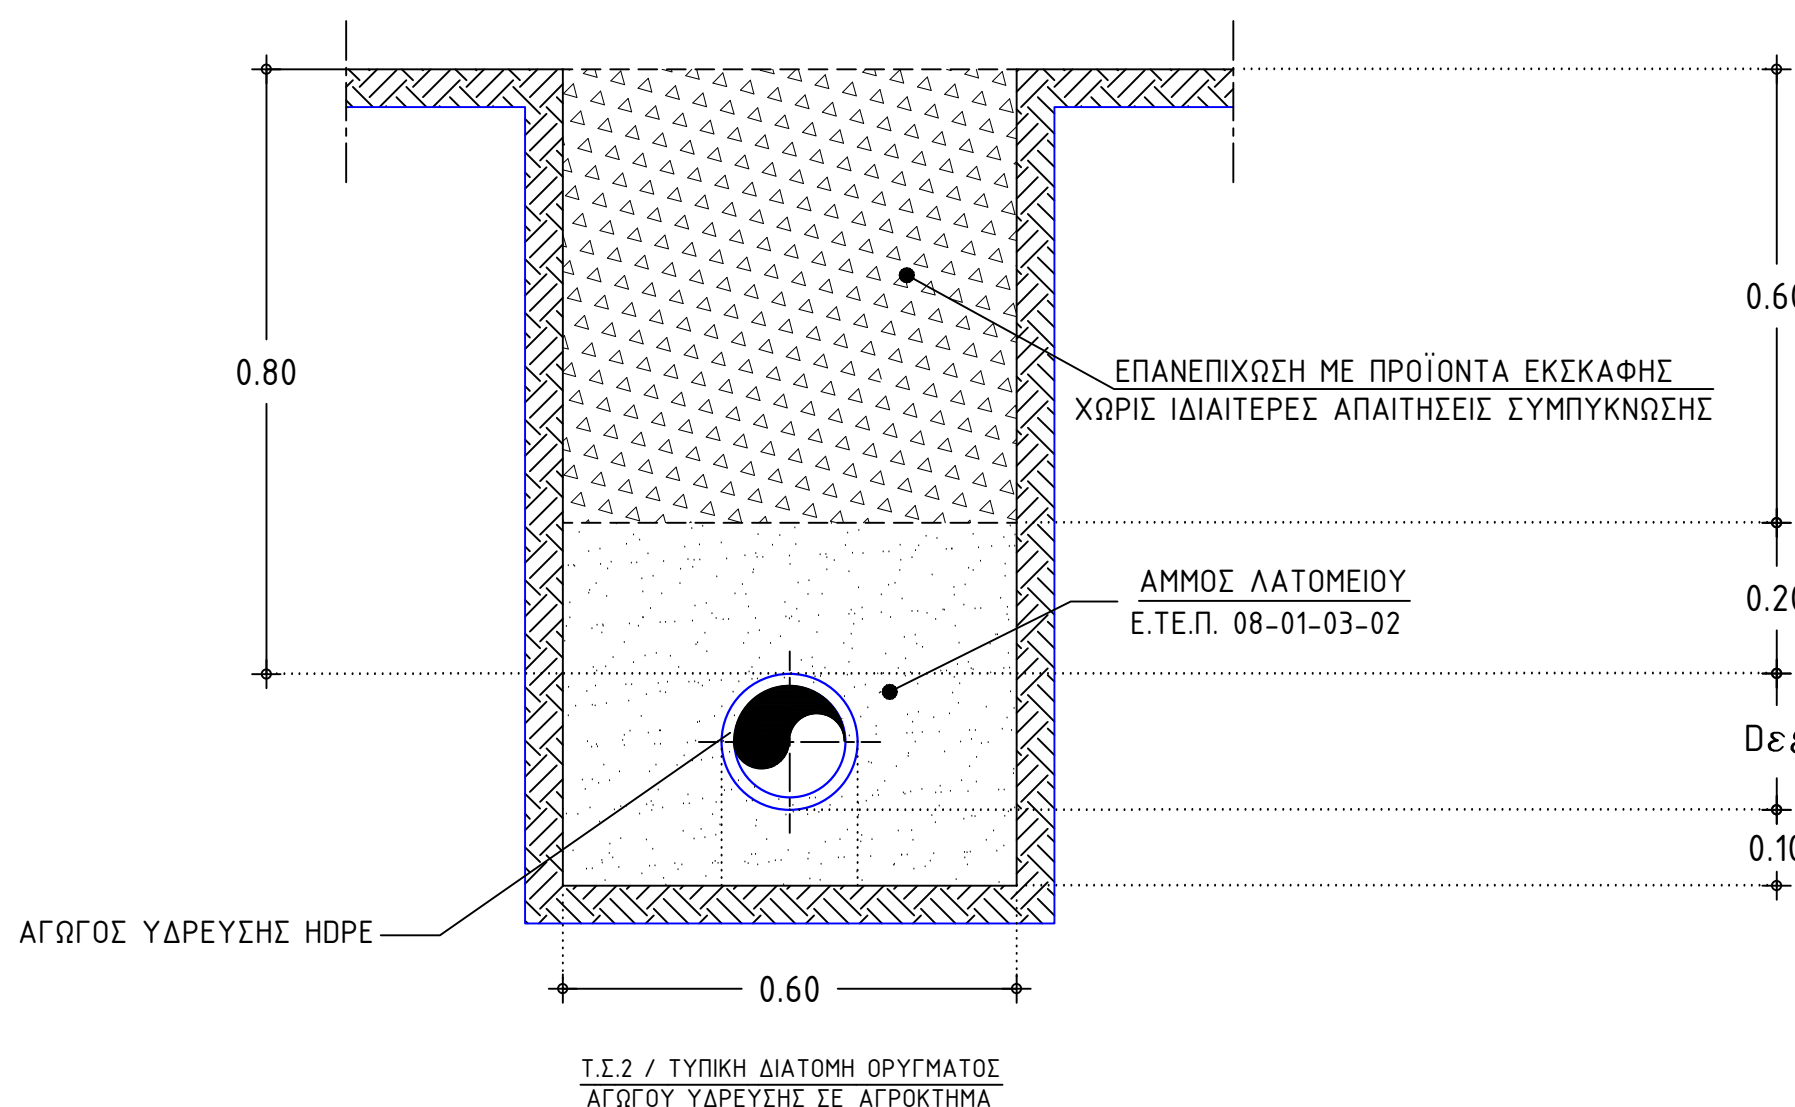 0.60
0.80
ΕΠΑΝΕΠΙΧΩΣΗ ΜΕ ΠΡΟΪΟΝΤΑ ΕΚΣΚΑΦΗΣ
ΧΩΡΙΣ ΙΔΙΑΙΤΕΡΕΣ ΑΠΑΙΤΗΣΕΙΣ ΣΥΜΠΥΚΝΩΣΗΣ
ΑΜΜΟΣ ΛΑΤΟΜΕΙΟΥ
0.20
Ε.ΤΕ.Π. 08-01-03-02
Dεξ
0.10
ΑΓΩΓΟΣ ΥΔΡΕΥΣΗΣ HDPE
0.60
Τ.Σ.2 / ΤΥΠΙΚΗ ΔΙΑΤΟΜΗ ΟΡΥΓΜΑΤΟΣ
ΑΓΩΓΟΥ ΥΔΡΕΥΣΗΣ ΣΕ ΑΓΡΟΚΤΗΜΑ